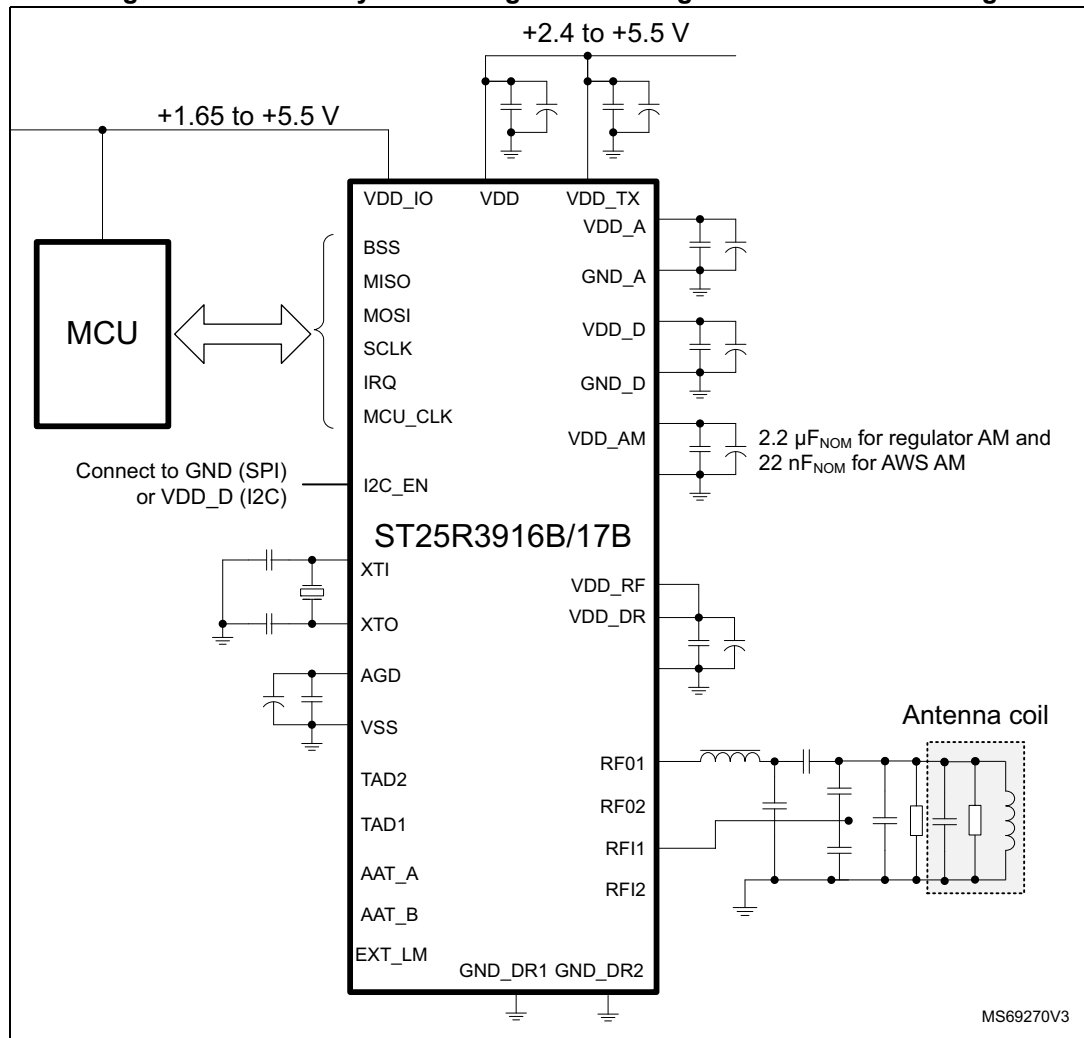 +2.4 to +5.5 V
+1.65 to +5.5 V
VDD_IO
VDD
VDD_TX
VDD_A
BSS
GND_A
MISO
MOSI
VDD_D
MCU
SCLK
IRQ
GND_D
MCU_CLK
VDD_AM
2.2 µFNOM for regulator AM and
22 nFNOM for AWS AM
Connect to GND (SPI)
or VDD_D (I2C)
I2C_EN
ST25R3916B/17B
XTI
VDD_RF
VDD_DR
XTO
AGD
VSS
Antenna coil
RF01
TAD2
RF02
TAD1
RFI1
AAT_A
RFI2
AAT_B
EXT_LM
GND_DR1
GND_DR2
MS69270V3